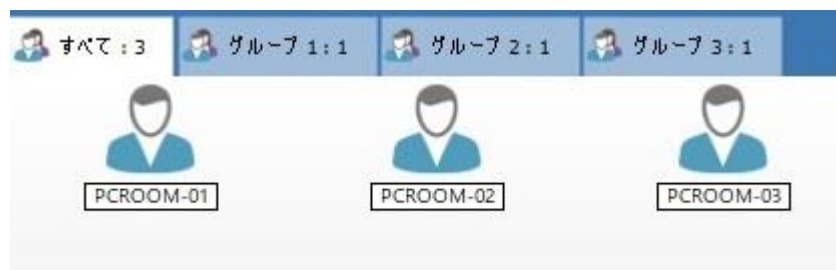 すべて : 3 グループ 1 : 1 グループ 2 : 1 グループ 3 : 1
PCROOM-01 PCROOM-02 PCROOM-03